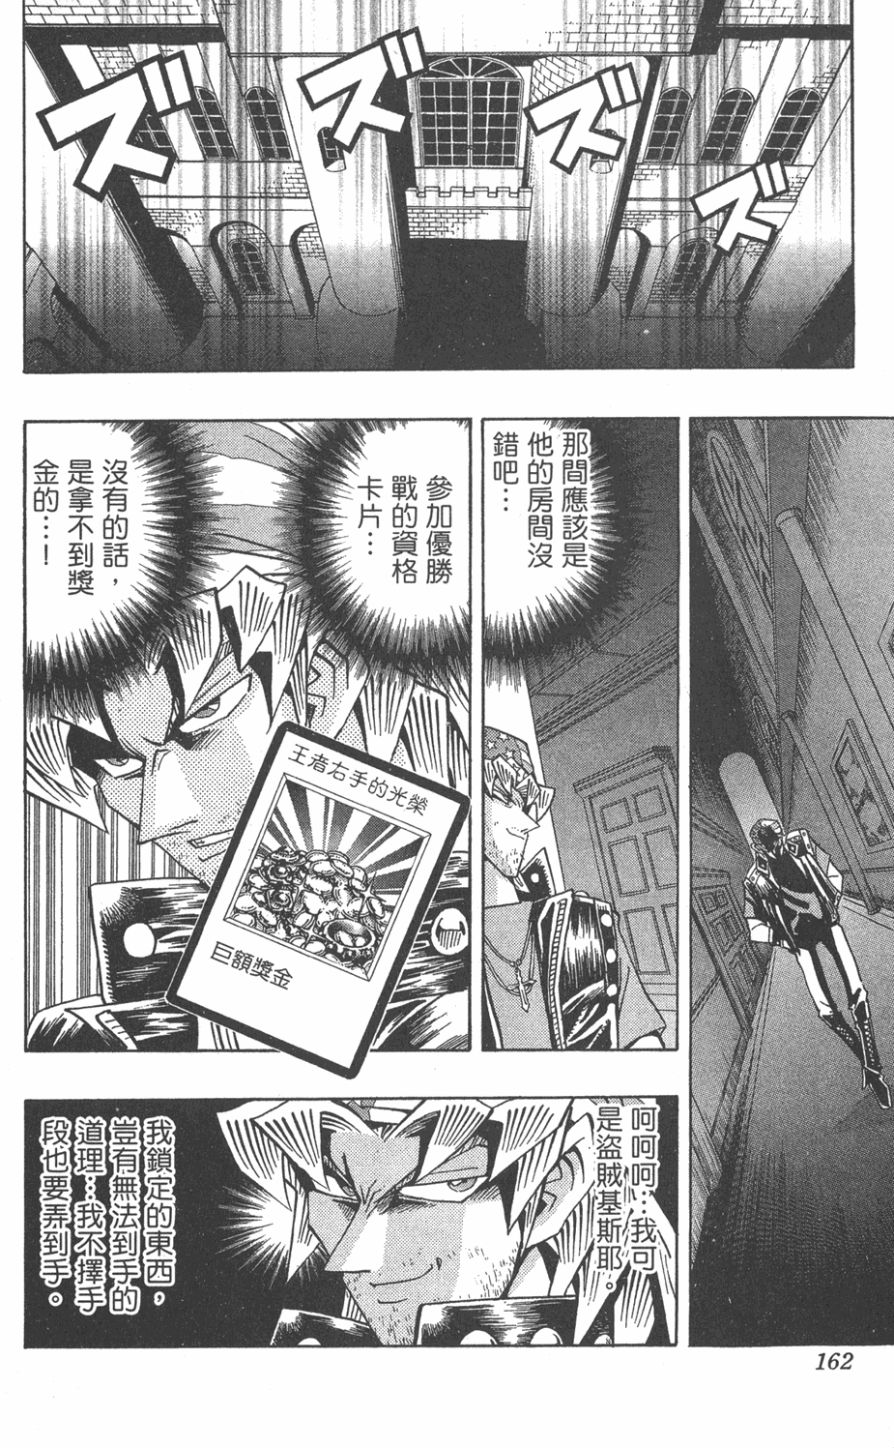 ズ
ズ
ズ
ズ
那間應該是
他的房間沒
錯吧…
參加優勝
戰的資格
卡片…
沒有的話，
是拿不到獎
金的…！
王者右手的光榮
巨額獎金
呵呵呵…我可
是盜賊基斯耶。
我鎖定的東西，
豈有無法到手的
道理…我不擇手
段也要弄到手。
162